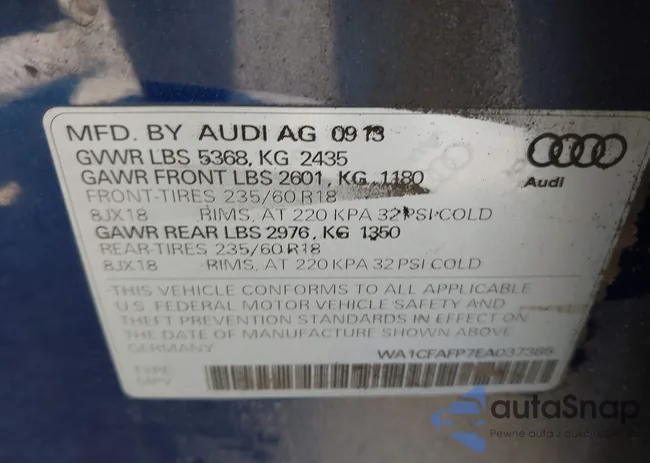 MFD. BY AUDI AG 09 13
GVWR LBS 5368, KG 2435
GAWR FRONT LBS 2601, KG 1180
FRONT-TIRES 235/60 R18
8JX18 RIMS, AT 220 KPA 32 PSI COLD
GAWR REAR LBS 2976, KG 1350
REAR-TIRES 235/60 R18
8JX18 RIMS, AT 220 KPA 32 PSI COLD
Audi
THIS VEHICLE CONFORMS TO ALL APPLICABLE
U.S. FEDERAL MOTOR VEHICLE SAFETY AND
THEFT PREVENTION STANDARDS IN EFFECT ON
THE DATE OF MANUFACTURE SHOWN ABOVE
GERMANY WA1CFAFP7EA037385
TYPE
MPV
autoSnap
Pewne auta z aukcji